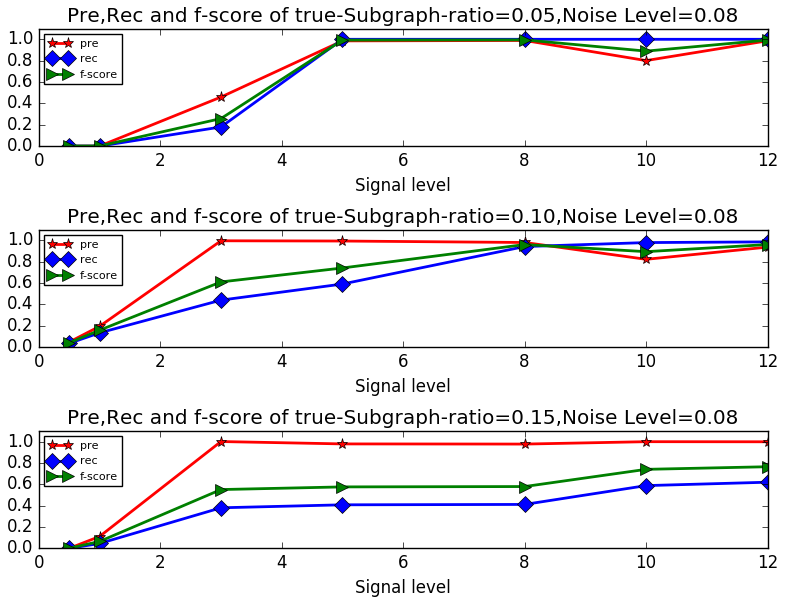 Pre,Rec and f-score of true-Subgraph-ratio=0.05,Noise Level=0.08
1.0
0.8
0.6
0.4
0.2
0.0
pre
rec
f-score
0 2 4 6 8 10 12
Signal level
Pre,Rec and f-score of true-Subgraph-ratio=0.10,Noise Level=0.08
1.0
0.8
0.6
0.4
0.2
0.0
pre
rec
f-score
0 2 4 6 8 10 12
Signal level
Pre,Rec and f-score of true-Subgraph-ratio=0.15,Noise Level=0.08
1.0
0.8
0.6
0.4
0.2
0.0
pre
rec
f-score
0 2 4 6 8 10 12
Signal level